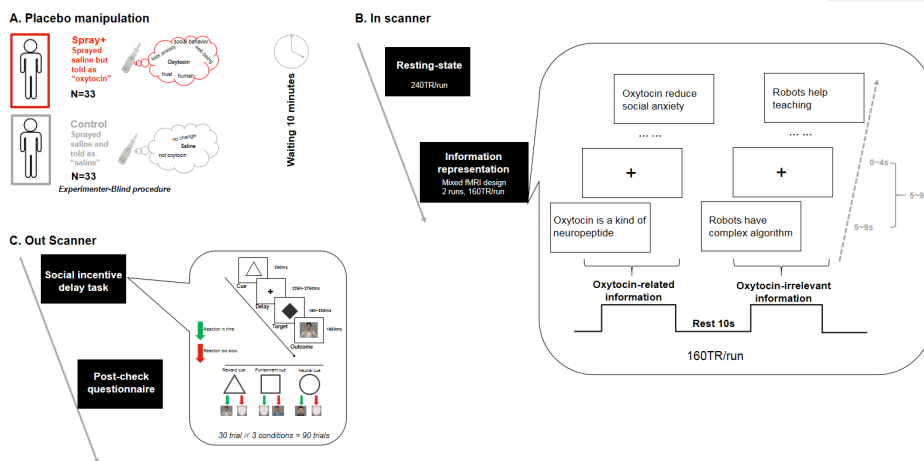 A. Placebo manipulation
Spray+
Sprayed
saline but
told as
"oxytocin"
N=33
less anxiety
social behavior
well-being
Oxytocin
trust
human
Control
Sprayed
saline and
told as
"saline"
N=33
no change
Saline
not oxytocin
Experimenter-Blind procedure
Waiting 10 minutes
B. In scanner
Resting-state
240TR/run
Information
representation
Mixed fMRI design
2 runs, 160TR/run
Oxytocin reduce
social anxiety
... ...
+
Oxytocin is a kind of
neuropeptide
Robots help
teaching
... ...
+
Robots have
complex algorithm
0~4s
5~9s
Oxytocin-related
information
Oxytocin-irrelevant
information
Rest 10s
160TR/run
C. Out Scanner
Social incentive
delay task
Post-check
questionnaire
240ms
Cue
+
2250~2750ms
Delay
Target
Outcome
Reaction in time
Reaction too slow
Reward cue
Punishment cue
Neutral cue
30 trial × 3 conditions = 90 trials